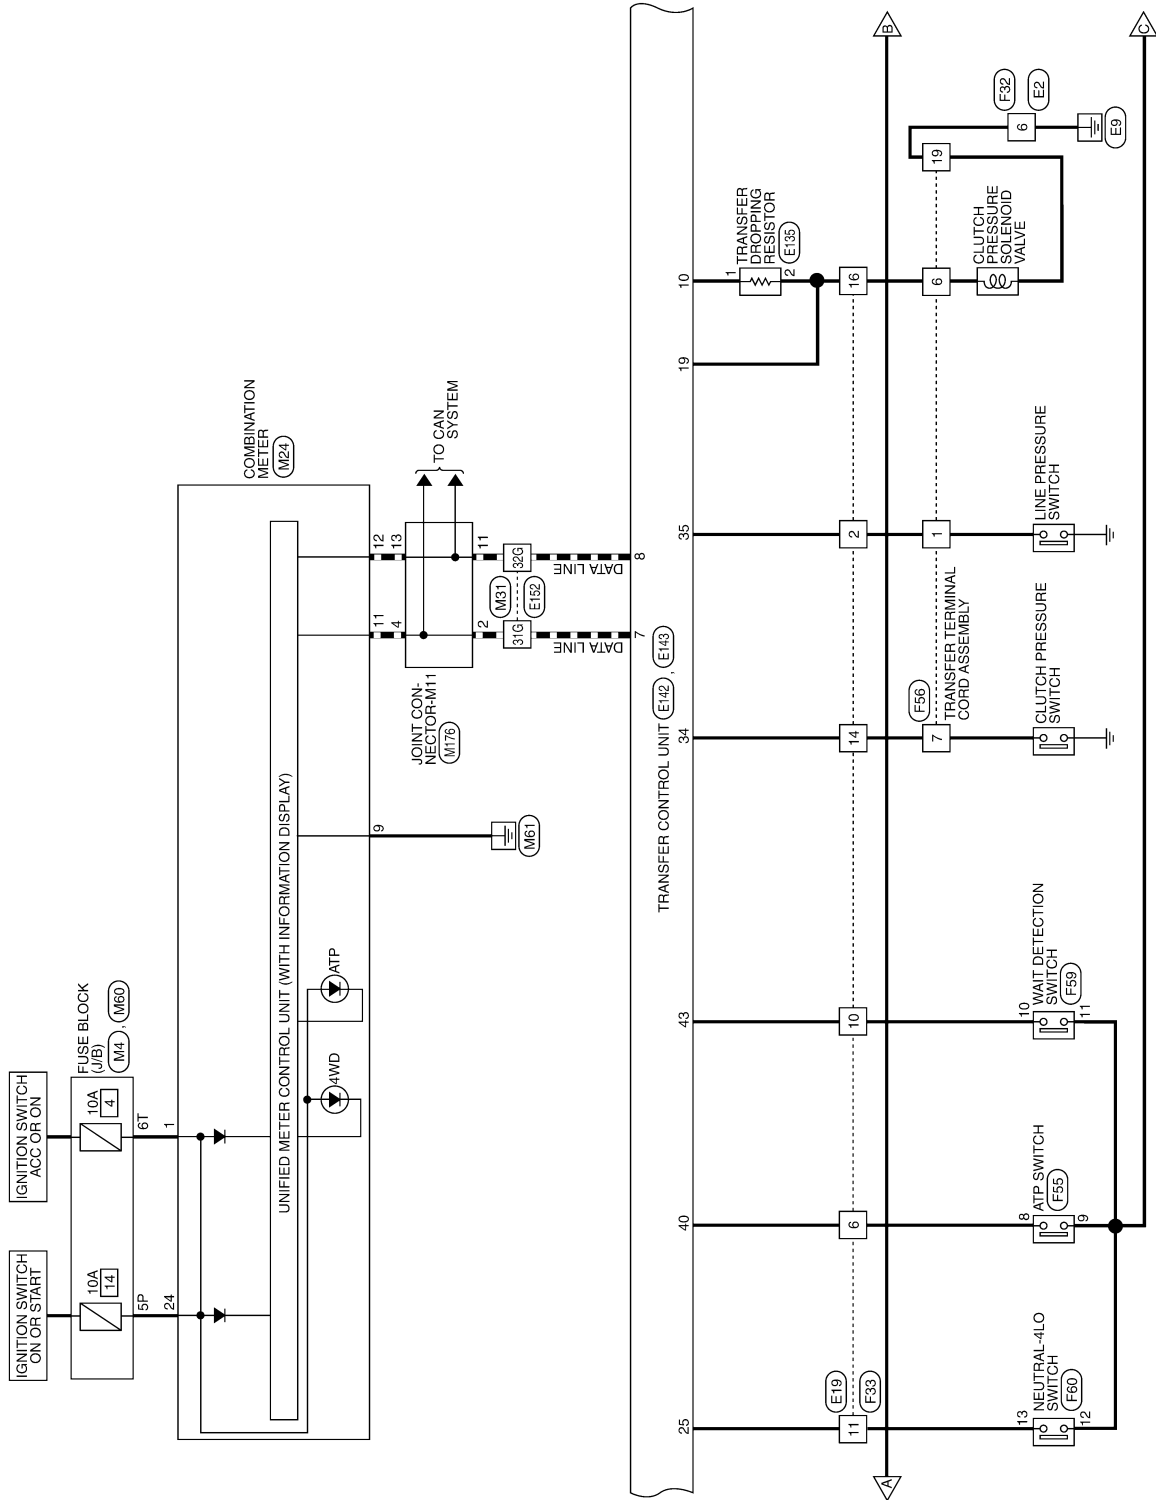 IGNITION SWITCH
ON OR START
IGNITION SWITCH
ACC OR ON
10A
14
10A
4
FUSE BLOCK
(J/B)
M4 , M60
5P
6T
24
1
COMBINATION
METER
M24
UNIFIED METER CONTROL UNIT (WITH INFORMATION DISPLAY)
4WD
ATP
9
M61
11
12
4
13
TO CAN
SYSTEM
JOINT CON-
NECTOR-M11
M176
2
11
31G
32G
M31
E152
DATA LINE
DATA LINE
7
8
TRANSFER CONTROL UNIT E142 , E143
25
40
43
34
35
19
10
1
TRANSFER
DROPPING
RESISTOR
E135
2
E19
F33
11
6
10
14
2
16
A
B
F56
7
1
6
19
TRANSFER TERMINAL
CORD ASSEMBLY
F32
E2
6
E9
13
NEUTRAL-4LO
SWITCH
F60
12
8
ATP SWITCH
F55
9
10
WAIT DETECTION
SWITCH
F59
11
CLUTCH PRESSURE
SWITCH
LINE PRESSURE
SWITCH
CLUTCH
PRESSURE
SOLENOID
VALVE
C